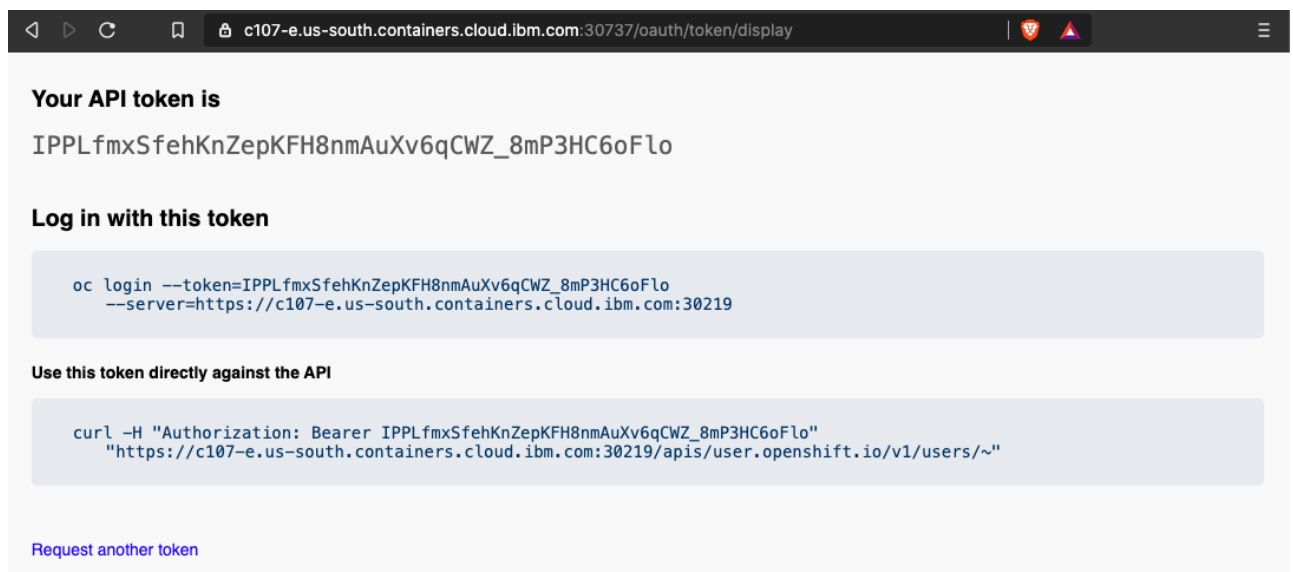 c107-e.us-south.containers.cloud.ibm.com:30737/oauth/token/display
Your API token is
IPPLfmxSfehKnZepKFH8nmAuXv6qCWZ_8mP3HC6oFlo
Log in with this token
oc login --token=IPPLfmxSfehKnZepKFH8nmAuXv6qCWZ_8mP3HC6oFlo
--server=https://c107-e.us-south.containers.cloud.ibm.com:30219
Use this token directly against the API
curl -H "Authorization: Bearer IPPLfmxSfehKnZepKFH8nmAuXv6qCWZ_8mP3HC6oFlo"
"https://c107-e.us-south.containers.cloud.ibm.com:30219/apis/user.openshift.io/v1/users/~"
Request another token